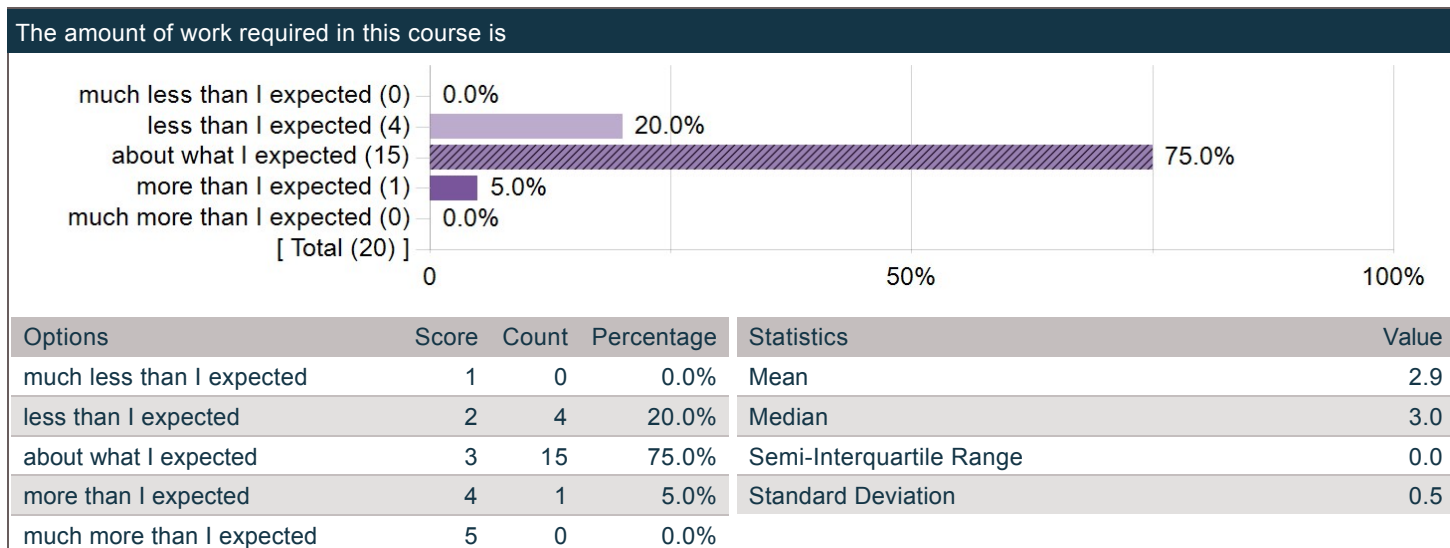 The amount of work required in this course is
much less than I expected (0) 0.0%
less than I expected (4) 20.0%
about what I expected (15) 75.0%
more than I expected (1) 5.0%
much more than I expected (0) 0.0%
[ Total (20) ]
0 50% 100%
Options Score Count Percentage
much less than I expected 1 0 0.0%
less than I expected 2 4 20.0%
about what I expected 3 15 75.0%
more than I expected 4 1 5.0%
much more than I expected 5 0 0.0%
Statistics Value
Mean 2.9
Median 3.0
Semi-Interquartile Range 0.0
Standard Deviation 0.5